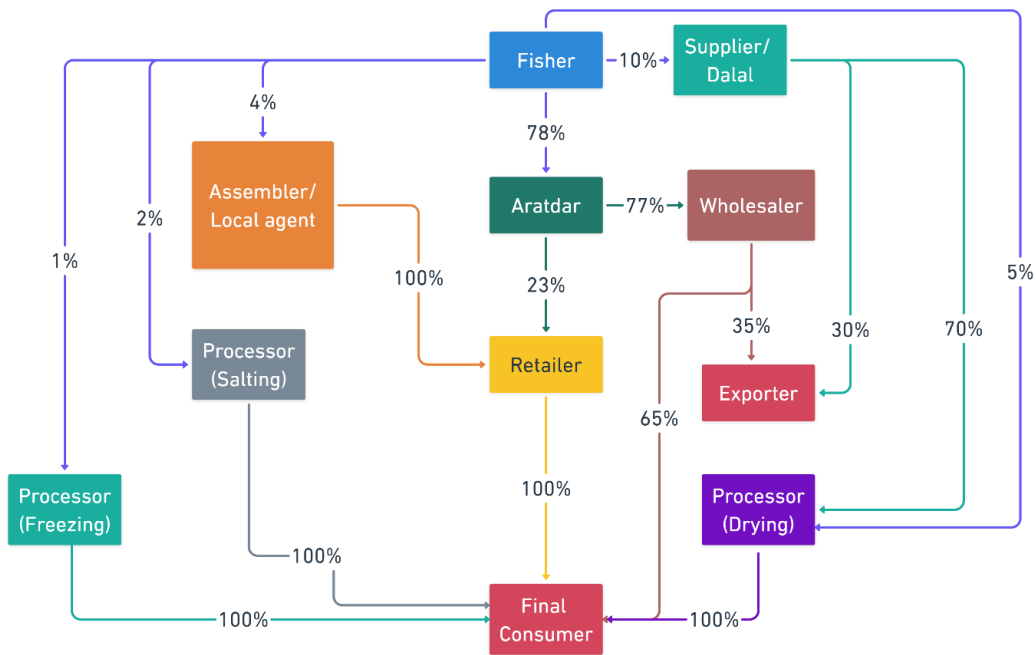 Fisher
10%
Supplier/
Dalal
4%
78%
Assembler/
Local agent
Aratdar
77%
Wholesaler
2%
1%
100%
23%
5%
35%
30%
70%
Processor
(Salting)
Retailer
Exporter
65%
Processor
(Freezing)
100%
Processor
(Drying)
100%
Final
Consumer
100%
100%